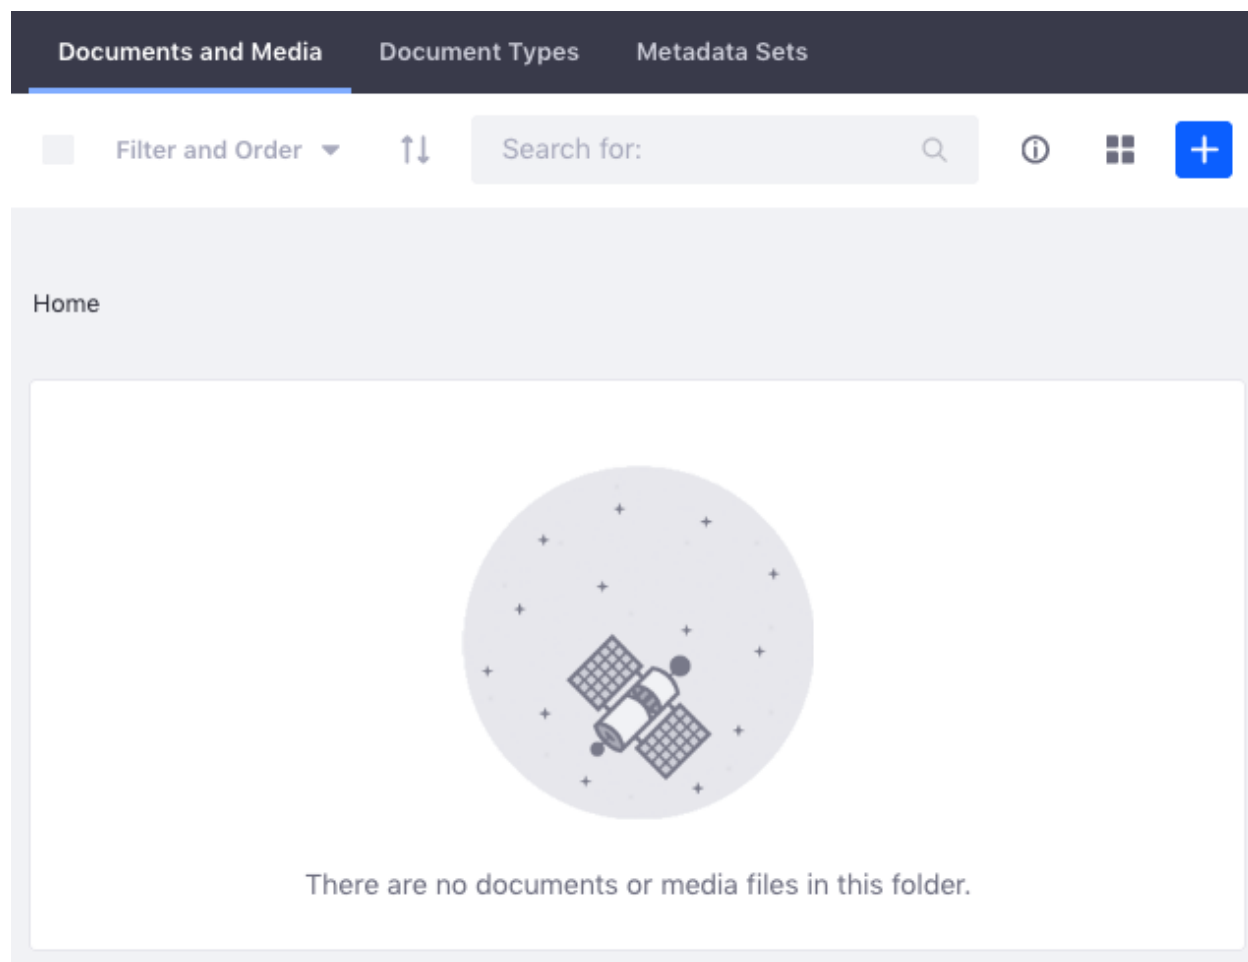 Documents and Media Document Types Metadata Sets
Filter and Order Search for:
Home
There are no documents or media files in this folder.